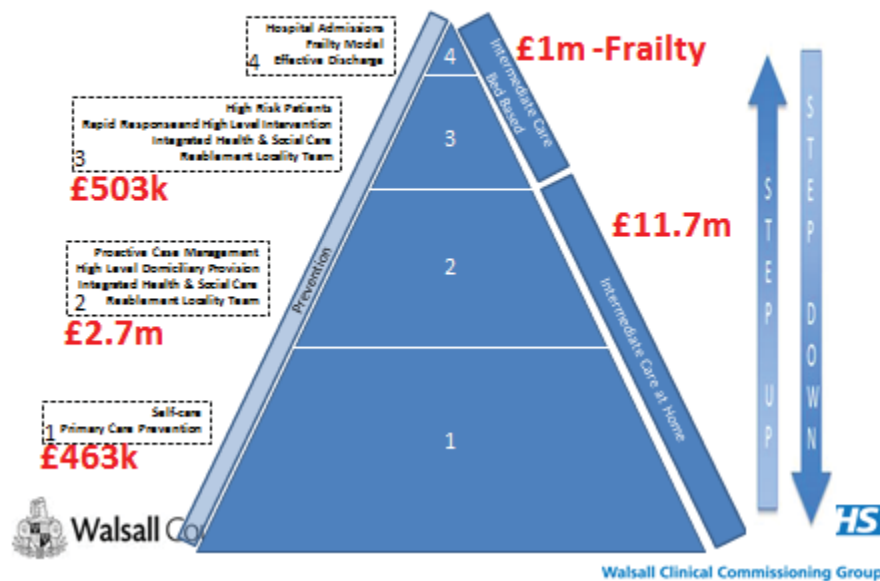 Hospital Admissions
Frailty Model
Effective Discharge
4
£1m -Frailty
4
Intermediate Care
Bed Based
High Risk Patients
Rapid Response and High Level Intervention
Integrated Health & Social Care
Reablement Locality Team
3
£503k
3
£11.7m
Proactive Case Management
High Level Domiciliary Provision
Integrated Health & Social Care
Reablement Locality Team
2
£2.7m
Prevention
2
Intermediate Care at Home
Self-care
Primary Care Prevention
1
£463k
1
STEP UP
STEP DOWN
Walsall Co
HS
Walsall Clinical Commissioning Group